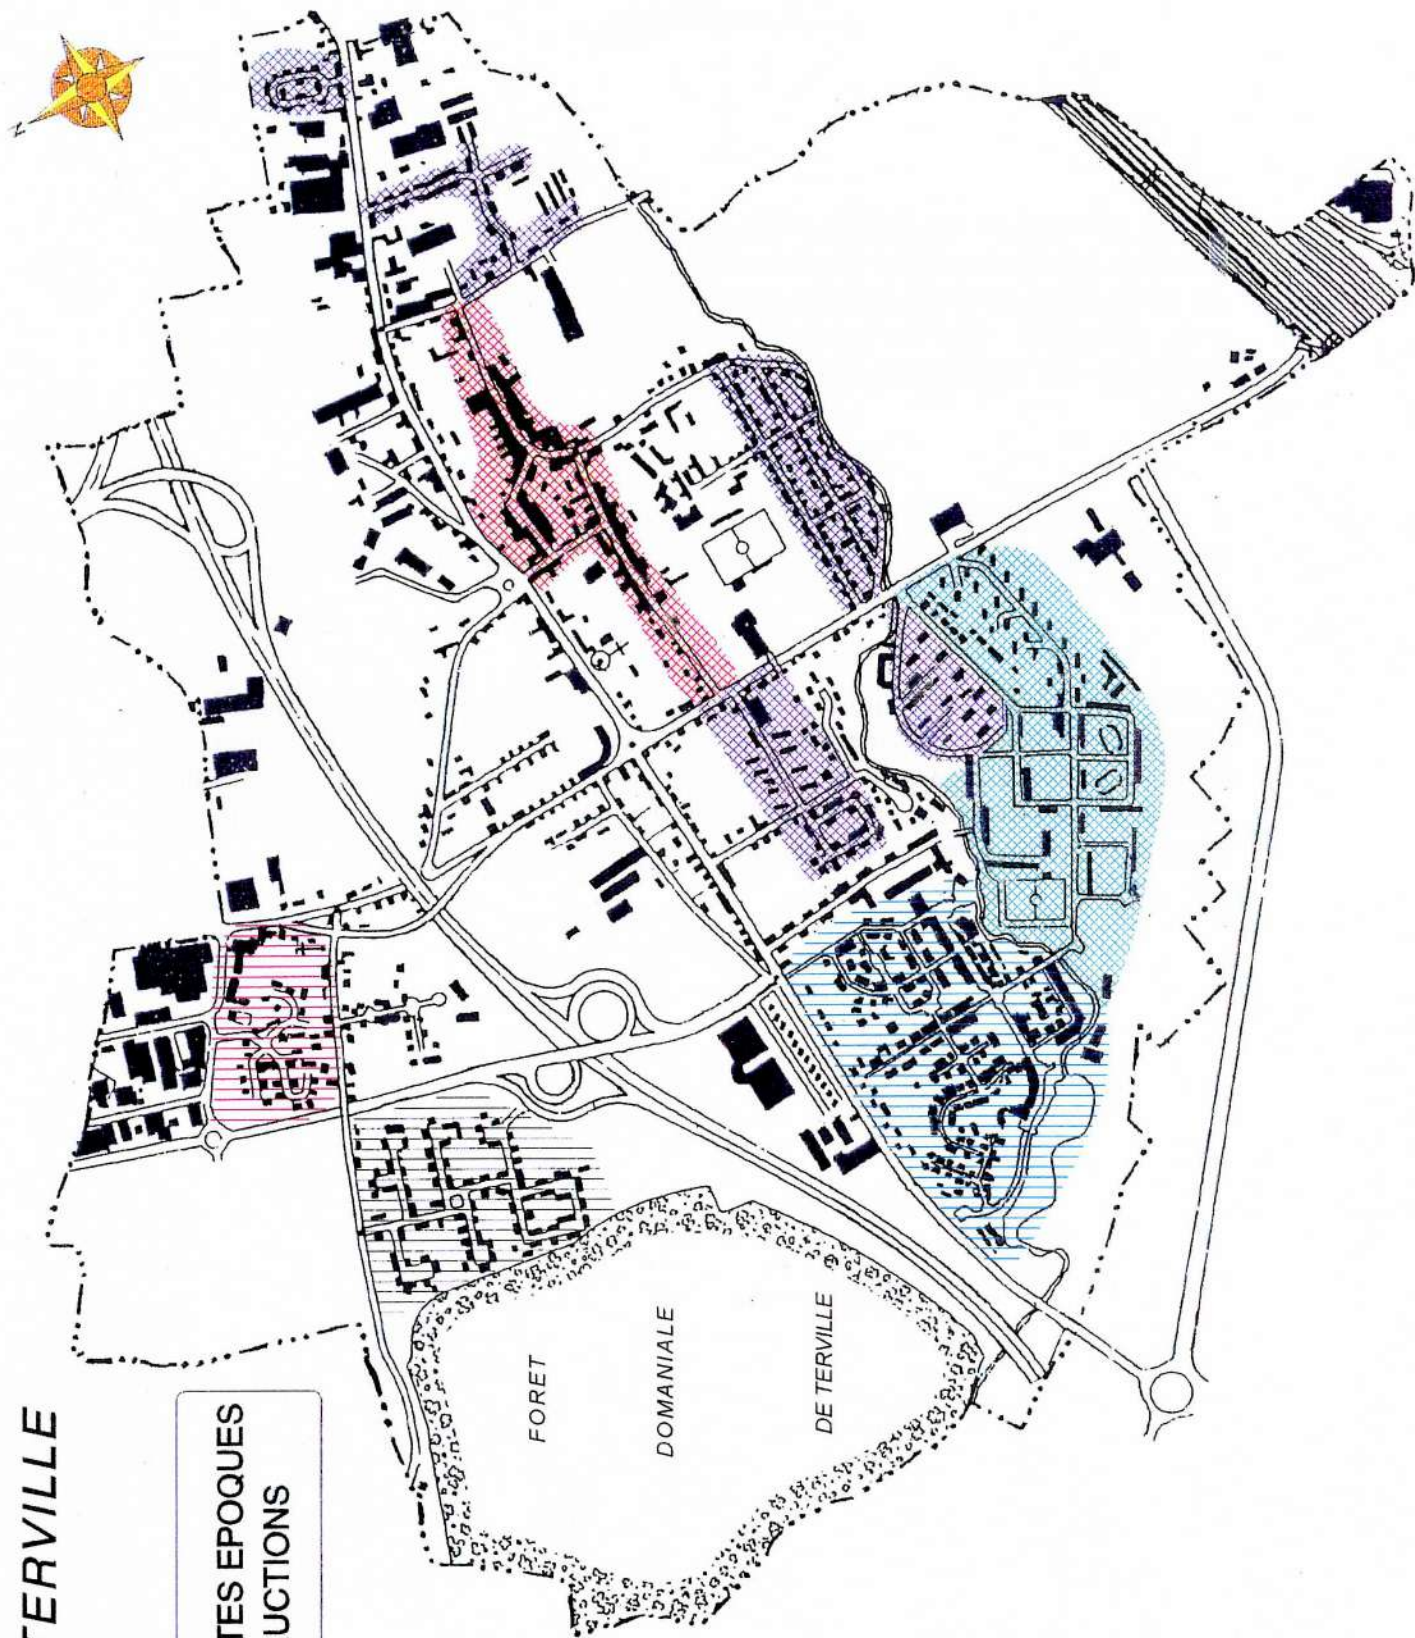 TERVILLE
TES EPOQUES
UCTIONS
FORET
DOMANIALE
DE TERVILLE
N